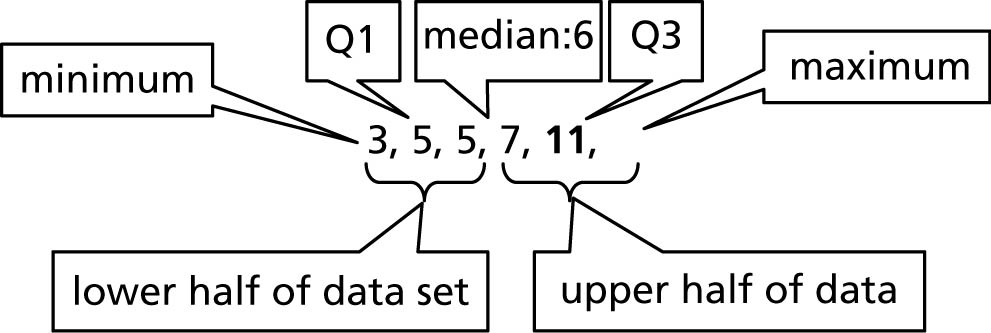 Q1
median:6
Q3
minimum
maximum
3, 5, 5, 7, 11,
lower half of data set
upper half of data